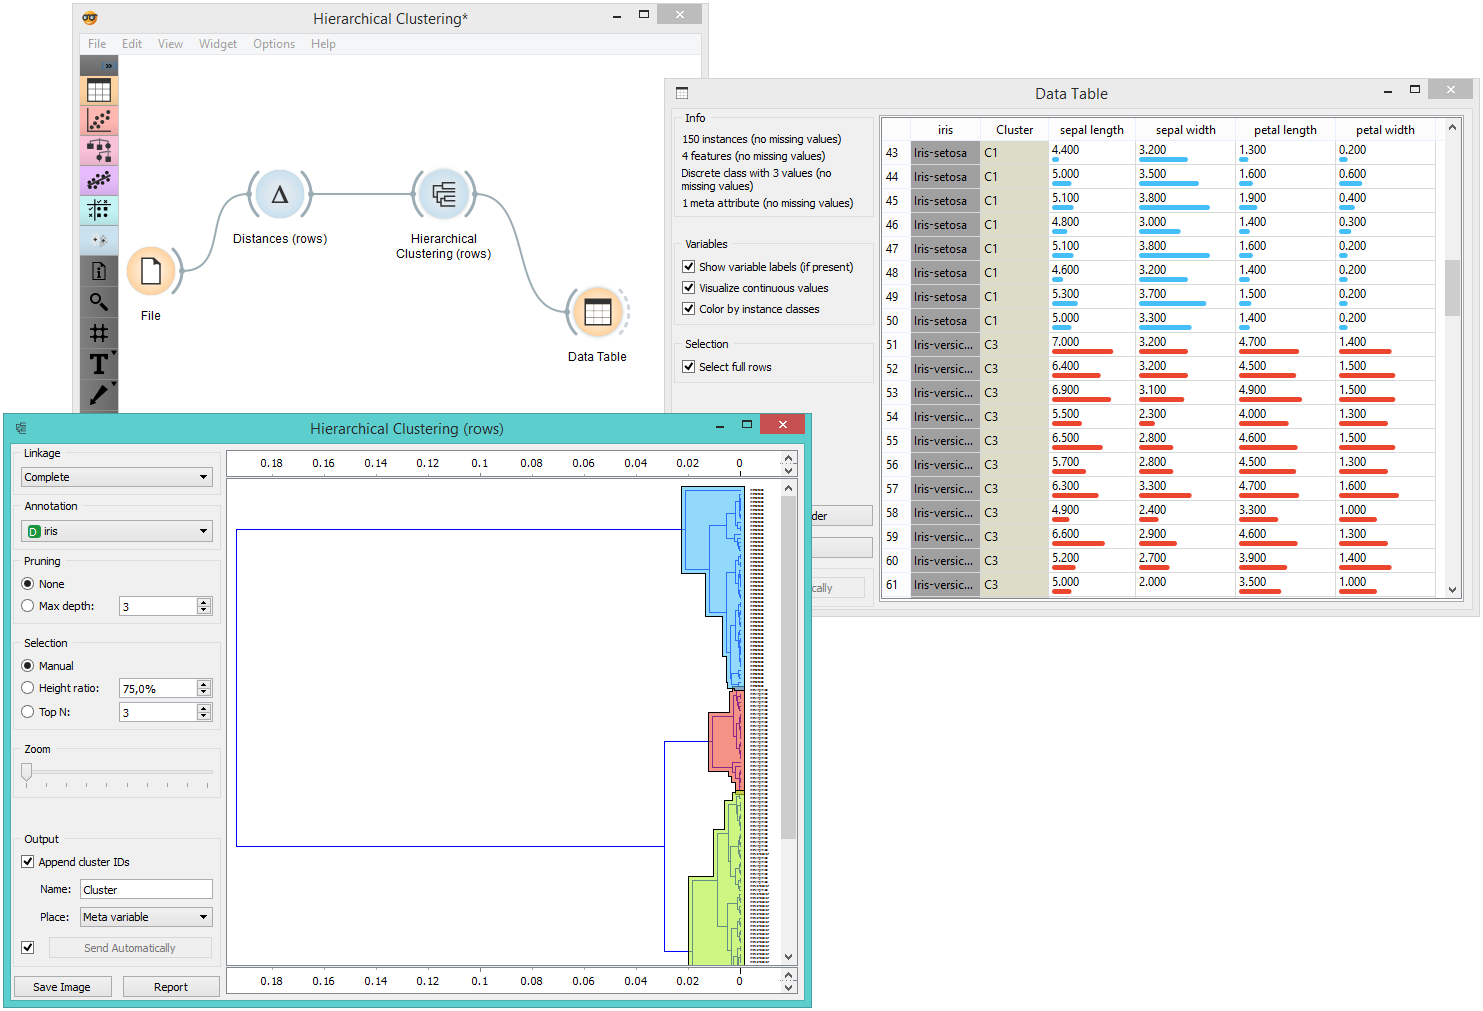 Hierarchical Clustering*
File Edit View Widget Options Help
»
Δ
Distances (rows)
Hierarchical
Clustering (rows)
File
Data Table
T
Data Table
Info
150 instances (no missing values)
4 features (no missing values)
Discrete class with 3 values (no
missing values)
1 meta attribute (no missing values)
Variables
Show variable labels (if present)
Visualize continuous values
Color by instance classes
Selection
Select full rows
der
cally
iris Cluster sepal length sepal width petal length petal width
43 Iris-setosa C1 4.400 3.200 1.300 0.200
44 Iris-setosa C1 5.000 3.500 1.600 0.600
45 Iris-setosa C1 5.100 3.800 1.900 0.400
46 Iris-setosa C1 4.800 3.000 1.400 0.300
47 Iris-setosa C1 5.100 3.800 1.600 0.200
48 Iris-setosa C1 4.600 3.200 1.400 0.200
49 Iris-setosa C1 5.300 3.700 1.500 0.200
50 Iris-setosa C1 5.000 3.300 1.400 0.200
51 Iris-versic... C3 7.000 3.200 4.700 1.400
52 Iris-versic... C3 6.400 3.200 4.500 1.500
53 Iris-versic... C3 6.900 3.100 4.900 1.500
54 Iris-versic... C3 5.500 2.300 4.000 1.300
55 Iris-versic... C3 6.500 2.800 4.600 1.500
56 Iris-versic... C3 5.700 2.800 4.500 1.300
57 Iris-versic... C3 6.300 3.300 4.700 1.600
58 Iris-versic... C3 4.900 2.400 3.300 1.000
59 Iris-versic... C3 6.600 2.900 4.600 1.300
60 Iris-versic... C3 5.200 2.700 3.900 1.400
61 Iris-versic... C3 5.000 2.000 3.500 1.000
Hierarchical Clustering (rows)
Linkage
Complete
Annotation
D iris
Pruning
None
Max depth: 3
Selection
Manual
Height ratio: 75,0%
Top N: 3
Zoom
Output
Append cluster IDs
Name: Cluster
Place: Meta variable
Send Automatically
Save Image Report
0.18 0.16 0.14 0.12 0.1 0.08 0.06 0.04 0.02 0
0.18 0.16 0.14 0.12 0.1 0.08 0.06 0.04 0.02 0